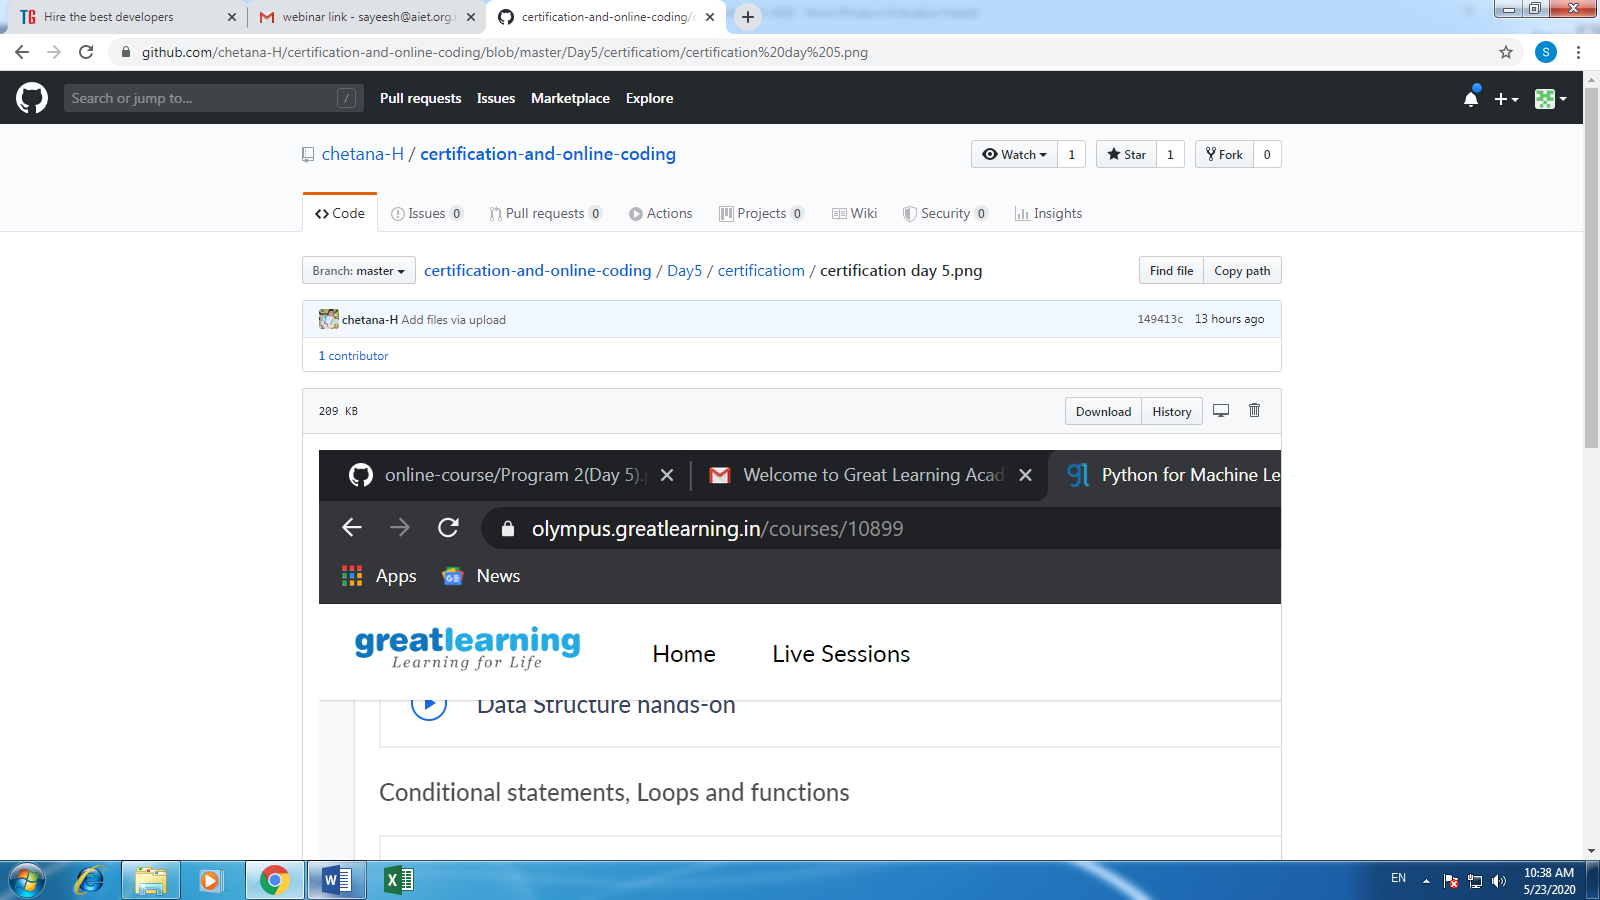 TG Hire the best developers
webinar link - sayeesh@aiet.org.
certification-and-online-coding/
github.com/chetana-H/certification-and-online-coding/blob/master/Day5/certificatiom/certification%20day%205.png
S
Search or jump to... /
Pull requests Issues Marketplace Explore
chetana-H / certification-and-online-coding
Watch 1 Star 1 Fork 0
Code Issues 0 Pull requests 0 Actions Projects 0 Wiki Security 0 Insights
Branch: master certification-and-online-coding / Day5 / certificatiom / certification day 5.png
Find file Copy path
chetana-H Add files via upload 149413c 13 hours ago
1 contributor
209 KB Download History
online-course/Program 2(Day 5). Welcome to Great Learning Acad gl Python for Machine Le
olympus.greatlearning.in/courses/10899
Apps News
greatlearning
Learning for Life
Home Live Sessions
Data Structure hands-on
Conditional statements, Loops and functions
EN
10:38 AM
5/23/2020